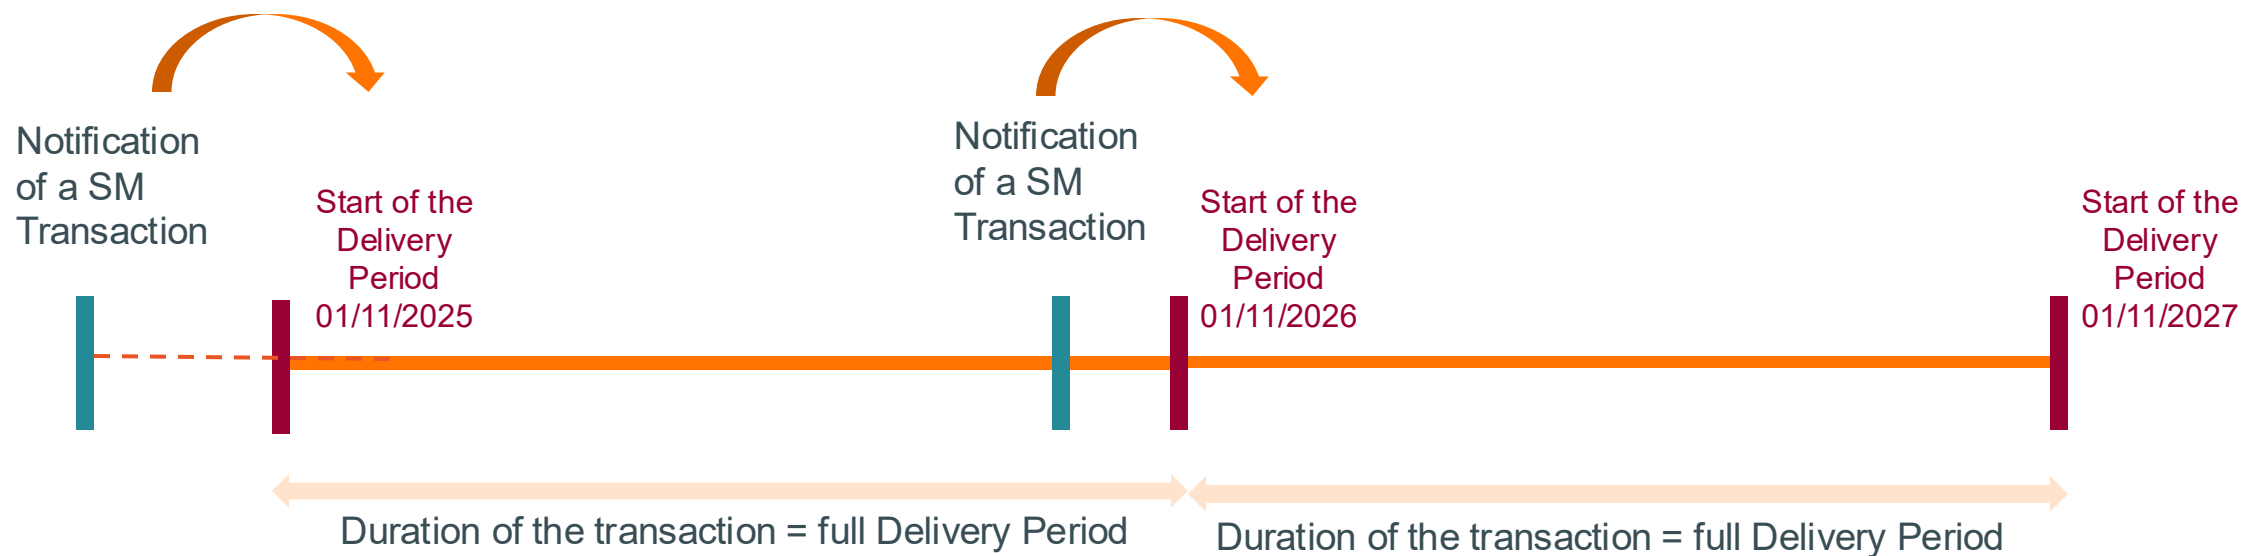 Notification
of a SM
Transaction
Start of the
Delivery
Period
01/11/2025
Notification
of a SM
Transaction
Start of the
Delivery
Period
01/11/2026
Start of the
Delivery
Period
01/11/2027
Duration of the transaction = full Delivery Period
Duration of the transaction = full Delivery Period